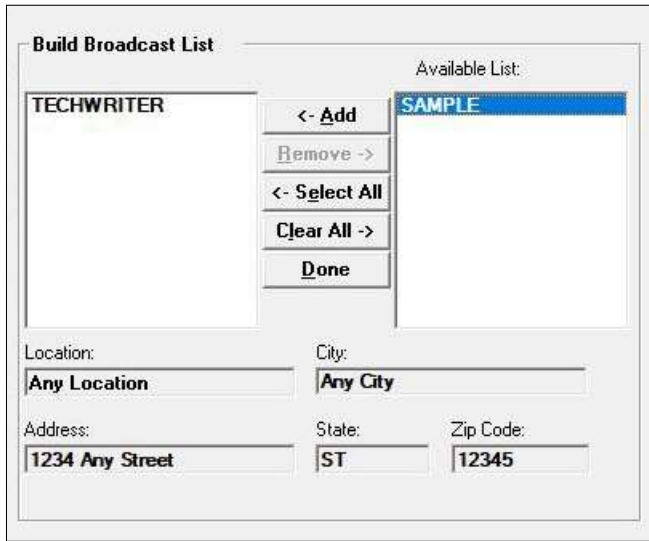 Build Broadcast List
Available List:
TECHWRITER
SAMPLE
<- Add
Remove ->
<- Select All
Clear All ->
Done
Location:
City:
Any Location
Any City
Address:
State:
Zip Code:
1234 Any Street
ST
12345